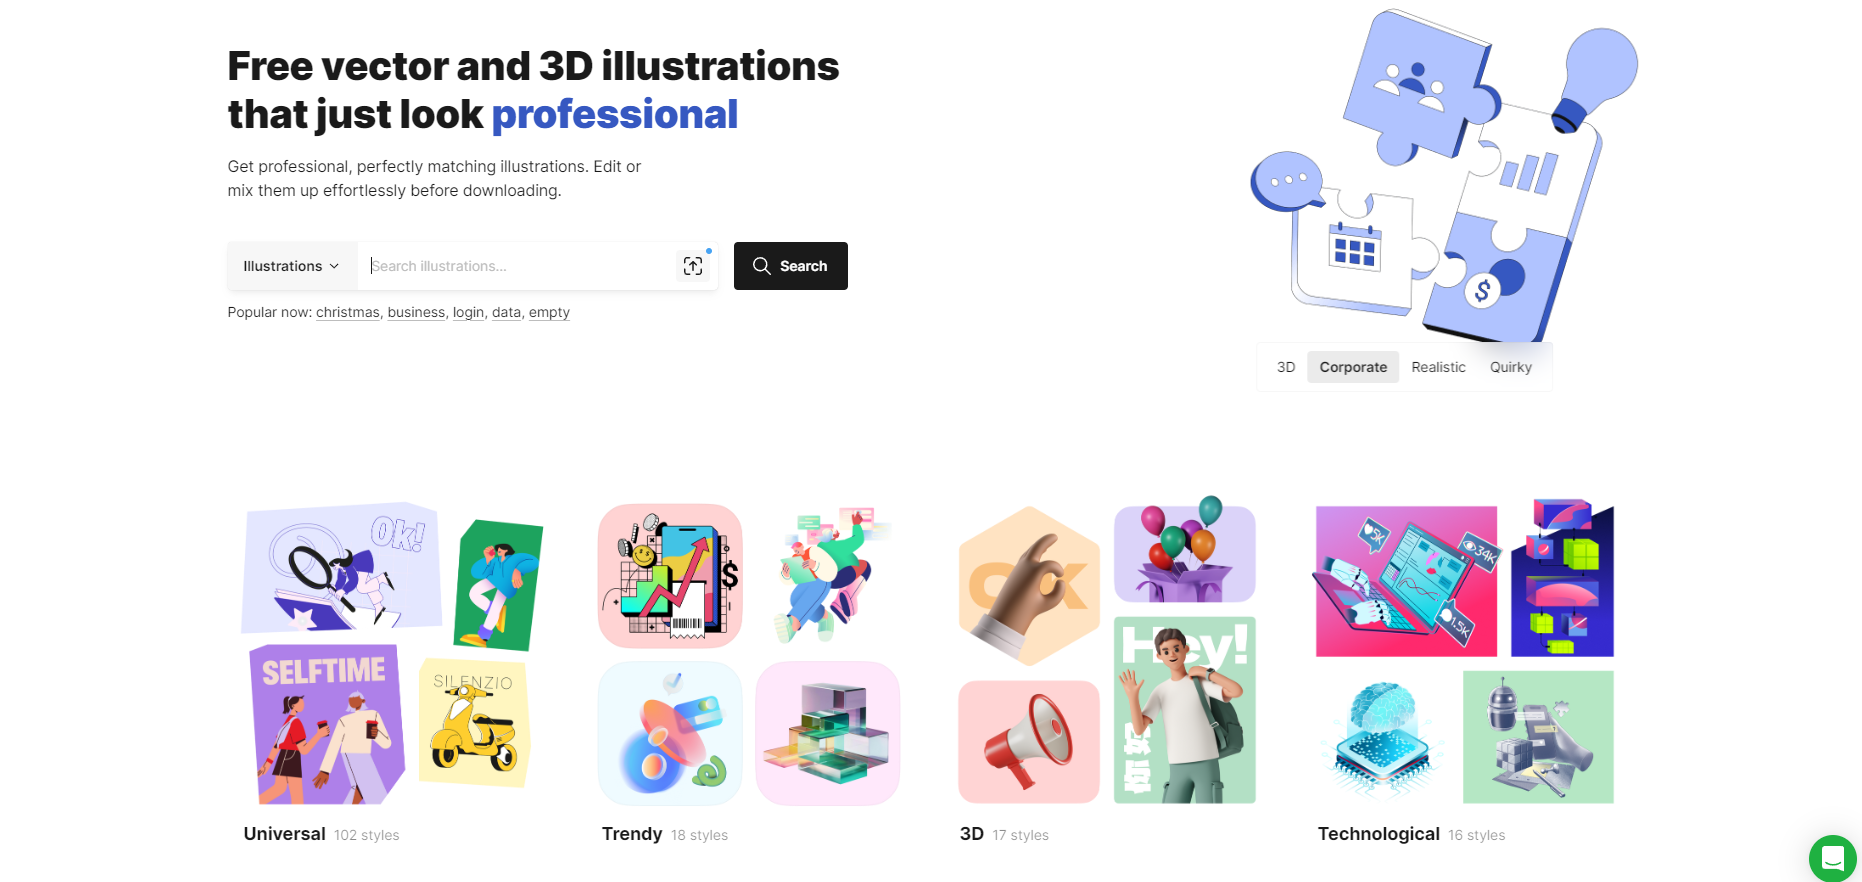 Free vector and 3D illustrations
that just look professional
Get professional, perfectly matching illustrations. Edit or
mix them up effortlessly before downloading.
Illustrations
Search illustrations...
Search
Popular now: christmas, business, login, data, empty
$
3D
Corporate
Realistic
Quirky
Ok!
SELFTIME
SILENZIO
$
OK
Hey!
你好
5K
34K
1.5K
Universal 102 styles
Trendy 18 styles
3D 17 styles
Technological 16 styles